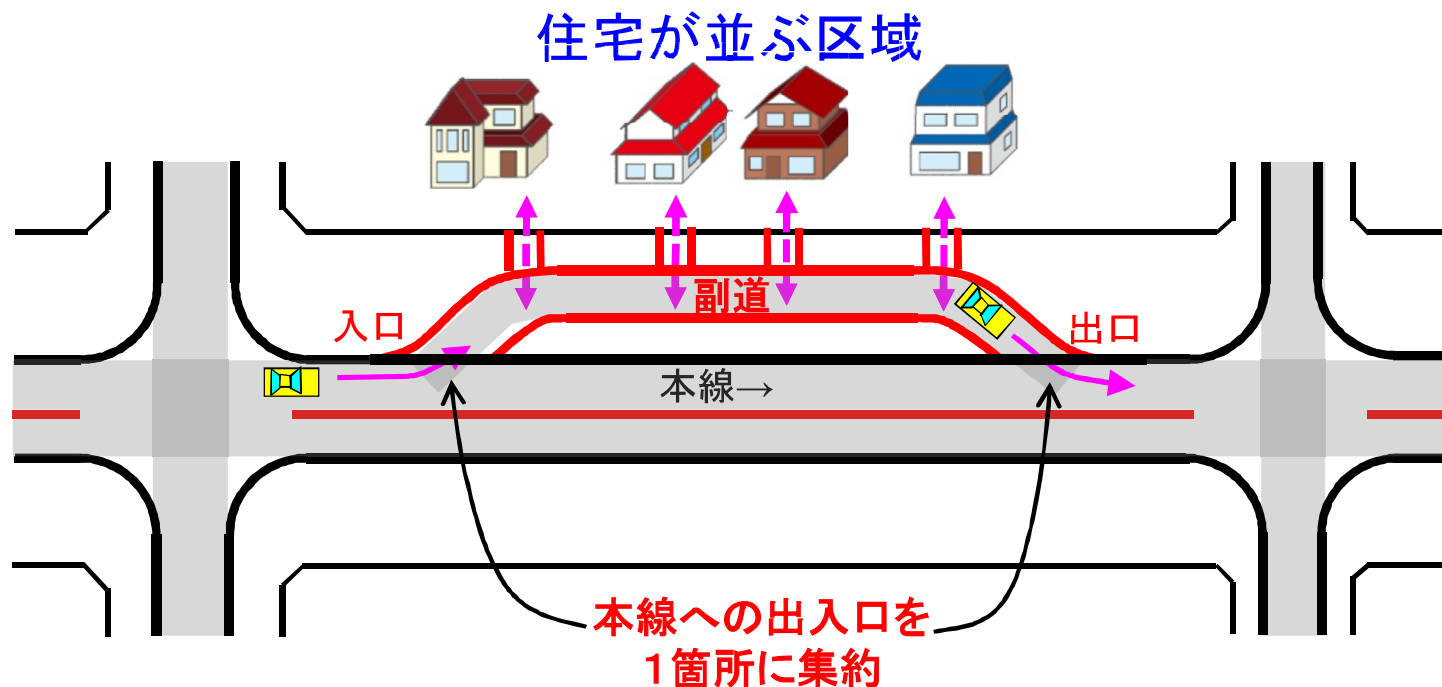 住宅が並ぶ区域
副道
入口
出口
本線→
本線への出入口を
1箇所に集約